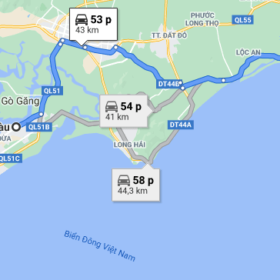 53 p
43 km
PHƯỚC
LONG THỌ
QL55
TT. ĐẤT ĐỎ
LỘC AN
QL51
DT44B
Gò Găng
54 p
41 km
àu
QL51B
DT44A
LONG HẢI
QL51C
58 p
44,3 km
Biển Đông Việt Nam